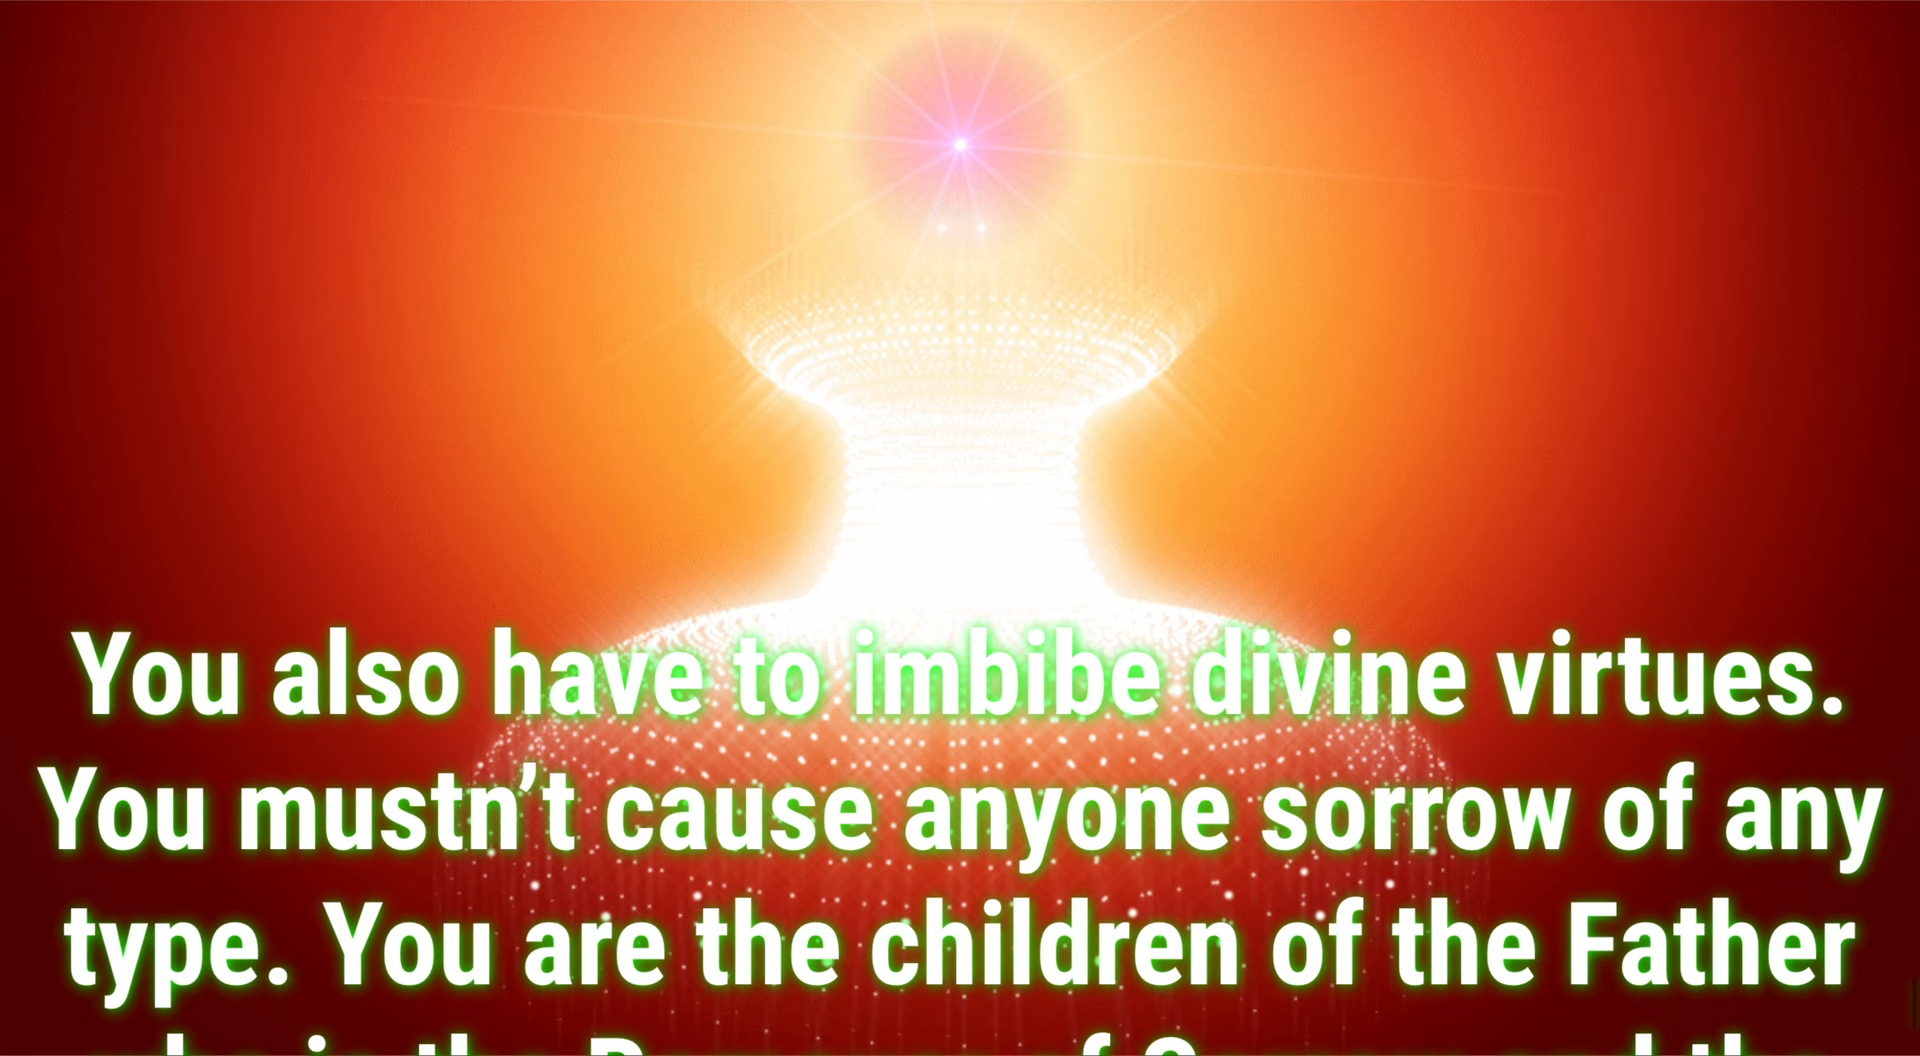 You also have to imbibe divine virtues.
You mustn’t cause anyone sorrow of any
type. You are the children of the Father